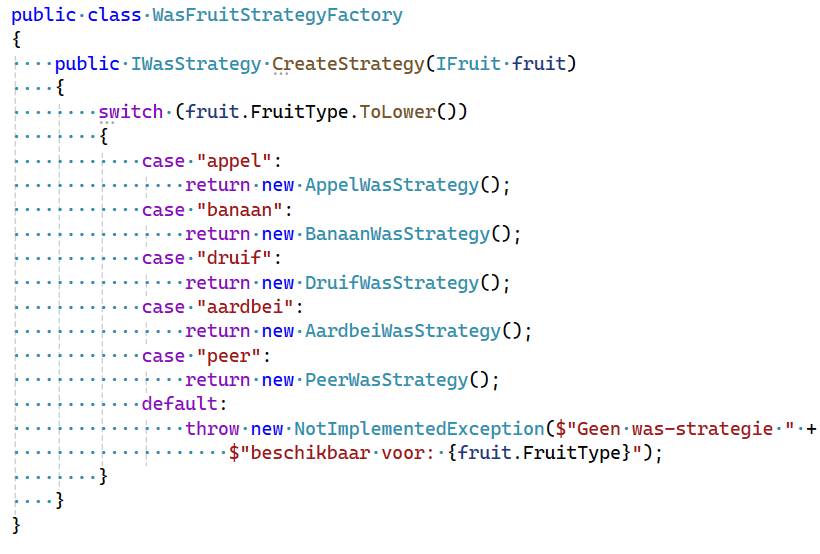 public class WasFruitStrategyFactory
{
    public IWasStrategy CreateStrategy(IFruit fruit)
    {
        switch (fruit.FruitType.ToLower())
        {
            case "appel":
                return new AppelWasStrategy();
            case "banaan":
                return new BanaanWasStrategy();
            case "druif":
                return new DruifWasStrategy();
            case "aardbei":
                return new AardbeiWasStrategy();
            case "peer":
                return new PeerWasStrategy();
            default:
                throw new NotImplementedException($"Geen was-strategie " +
                    $"beschikbaar voor: {fruit.FruitType}");
        }
    }
}